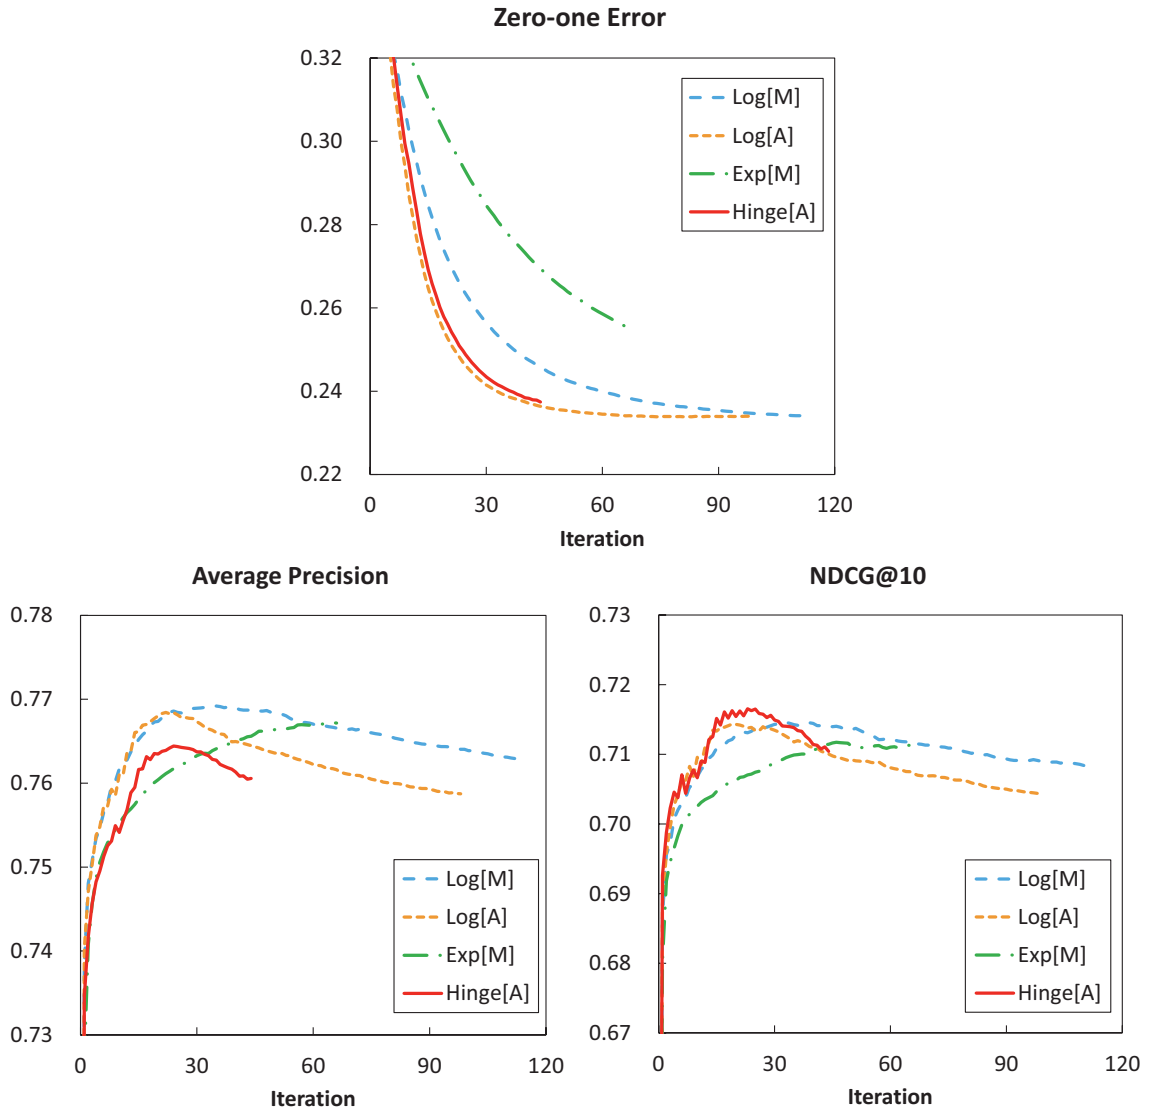 Zero-one Error
0.32
0.30
0.28
0.26
0.24
0.22
0 30 60 90 120
Iteration
Log[M]
Log[A]
Exp[M]
Hinge[A]
Average Precision
0.78
0.77
0.76
0.75
0.74
0.73
0 30 60 90 120
Iteration
Log[M]
Log[A]
Exp[M]
Hinge[A]
NDCG@10
0.73
0.72
0.71
0.70
0.69
0.68
0.67
0 30 60 90 120
Iteration
Log[M]
Log[A]
Exp[M]
Hinge[A]